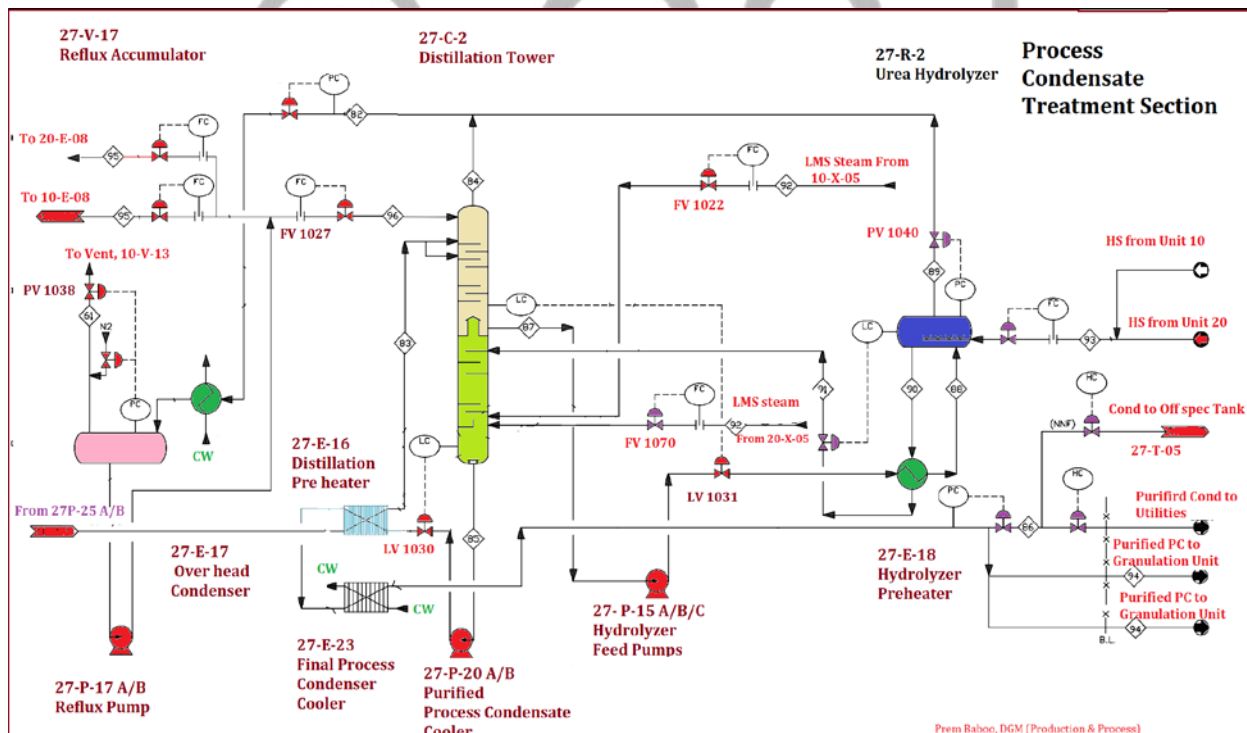 27-V-17
Reflux Accumulator
27-C-2
Distillation Tower
27-R-2
Urea Hydrolyzer
Process
Condensate
Treatment Section
PC
82
FC
To 20-E-08
95
FC
LMS Steam From
10-X-05
92
FV 1022
To 10-E-08
95
FC
FC
FV 1027
96
84
PV 1040
89
PC
HS from Unit 10
To Vent, 10-V-13
PV 1038
61
N2
PC
83
LC
87
LC
FC
93
HS from Unit 20
91
90
88
HC
Cond to Off spec Tank
(NNF)
27-T-05
CW
FC
LMS steam
92
From 20-X-05
FV 1070
27-E-16
Distillation
Pre heater
LC
LV 1031
PC
HC
Purifird Cond to
Utilities
86
From 27P-25 A/B
LV 1030
85
27-E-17
Over head
Condenser
CW
CW
27-E-18
Hydrolyzer
Preheater
Purified PC to
Granulation Unit
94
Purified PC to
Granulation Unit
94
B.L.
27- P-15 A/B/C
Hydrolyzer
Feed Pumps
27-E-23
Final Process
Condenser
Cooler
27-P-17 A/B
Reflux Pump
27-P-20 A/B
Purified
Process Condensate
Cooler
Prem Baboo, DGM (Production & Process)